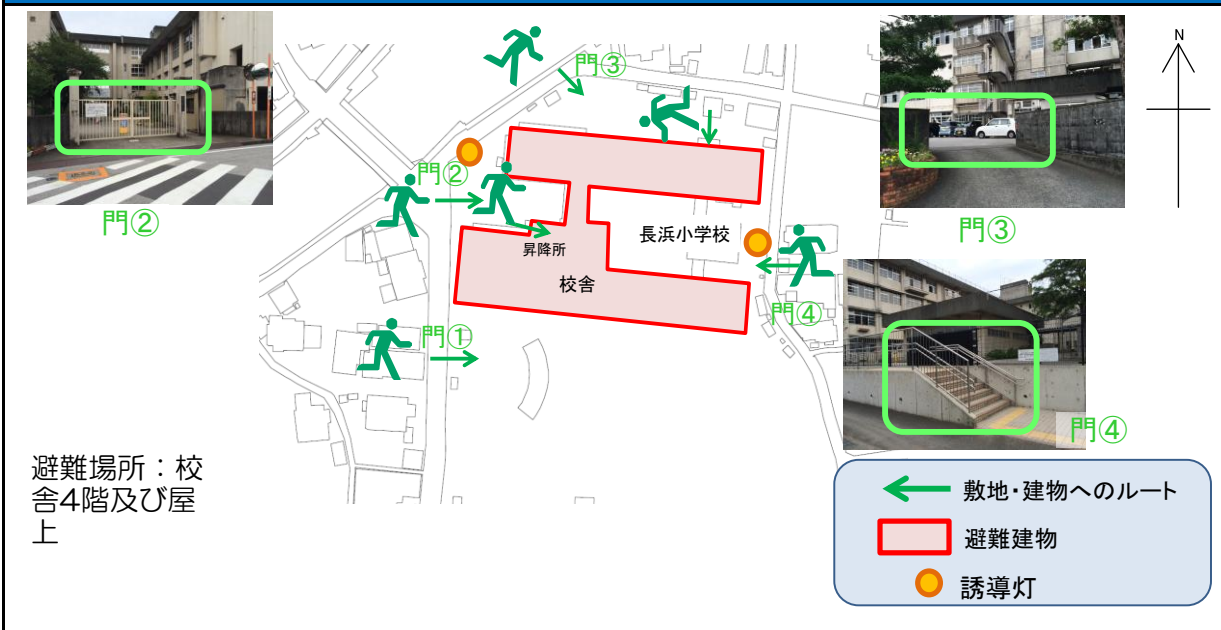 門②
門③
N
門②
昇降所
長浜小学校
校舎
門①
門④
門②
門③
門④
避難場所：校
舎4階及び屋
上
敷地・建物へのルート
避難建物
誘導灯